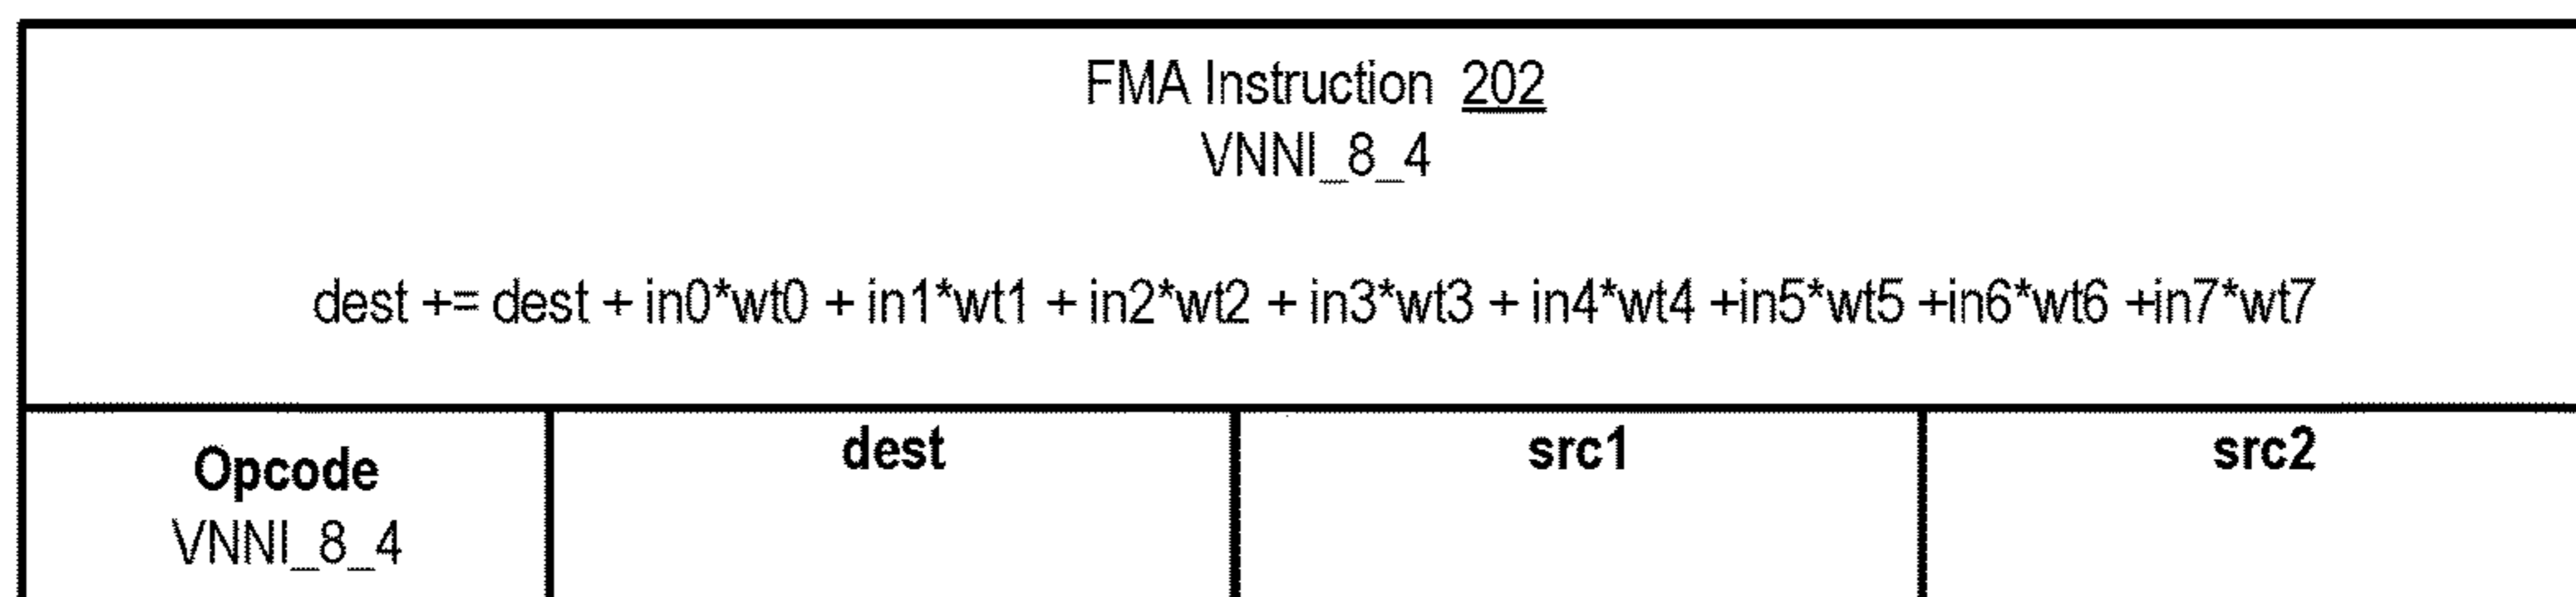 FMA Instruction 202
VNNI_8_4
dest += dest + in0*wt0 + in1*wt1 + in2*wt2 + in3*wt3 + in4*wt4 +in5*wt5 +in6*wt6 +in7*wt7
Opcode
VNNI_8_4
dest
src1
src2